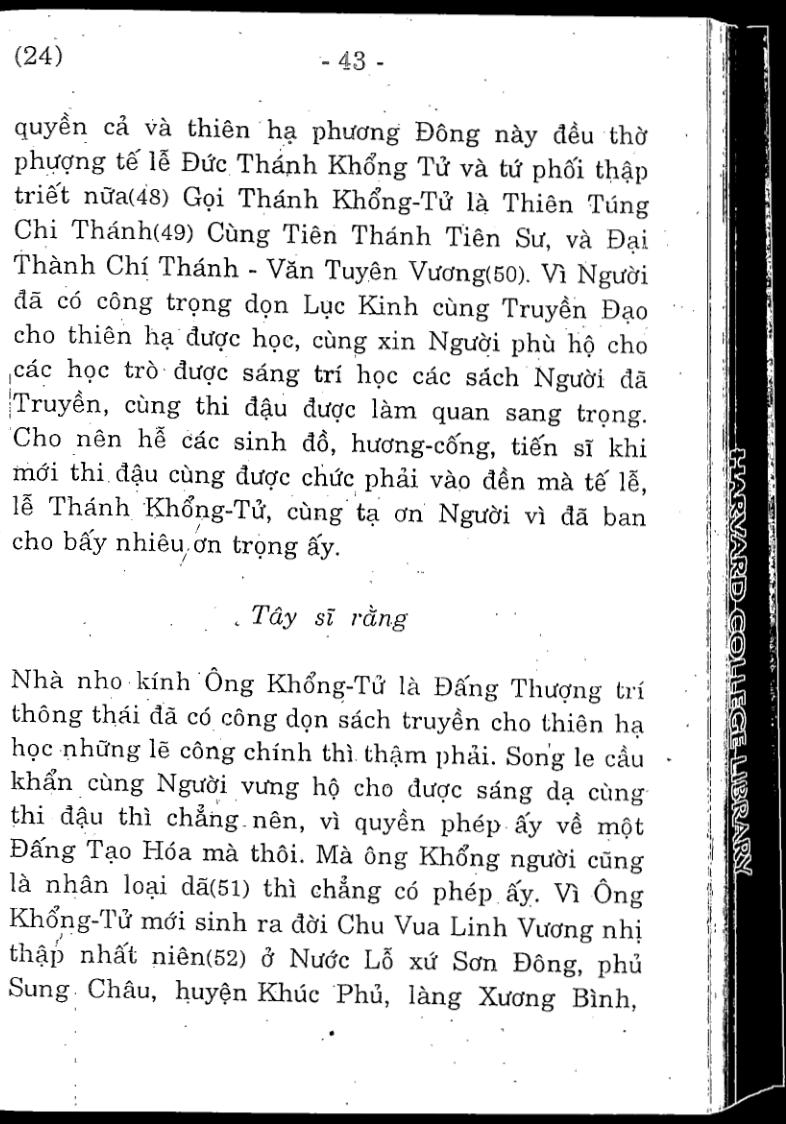 (24)
- 43 -
quyền cả và thiên hạ phương Đông này đều thờ
phượng tế lễ Đức Thánh Khổng Tử và tứ phối thập
triết nữa(48) Gọi Thánh Khổng-Tử là Thiên Túng
Chi Thánh(49) Cùng Tiên Thánh Tiên Sư, và Đại
Thành Chí Thánh - Văn Tuyên Vương(50). Vì Người
đã có công trọng dọn Lục Kinh cùng Truyền Đạo
cho thiên hạ được học, cùng xin Người phù hộ cho
các học trò được sáng trí học các sách Người đã
Truyền, cùng thi đậu được làm quan sang trọng.
Cho nên hễ các sinh đồ, hương-cống, tiến sĩ khi
mới thi đậu cùng được chức phải vào đền mà tế lễ,
lễ Thánh Khổng-Tử, cùng tạ ơn Người vì đã ban
cho bấy nhiêu ơn trọng ấy.
Tây sĩ rằng
Nhà nho kính Ông Khổng-Tử là Đấng Thượng trí
thông thái đã có công dọn sách truyền cho thiên hạ
học những lẽ công chính thì thậm phải. Song le cầu
khẩn cùng Người vưng hộ cho được sáng dạ cùng
thi đậu thì chẳng nên, vì quyền phép ấy về một
Đấng Tạo Hóa mà thôi. Mà ông Khổng người cũng
là nhân loại dã(51) thì chẳng có phép ấy. Vì Ông
Khổng-Tử mới sinh ra đời Chu Vua Linh Vương nhị
thập nhất niên(52) ở Nước Lỗ xứ Sơn Đông, phủ
Sung Châu, huyện Khúc Phủ, làng Xương Bình,
HARVARD COLLEGE LIBRARY